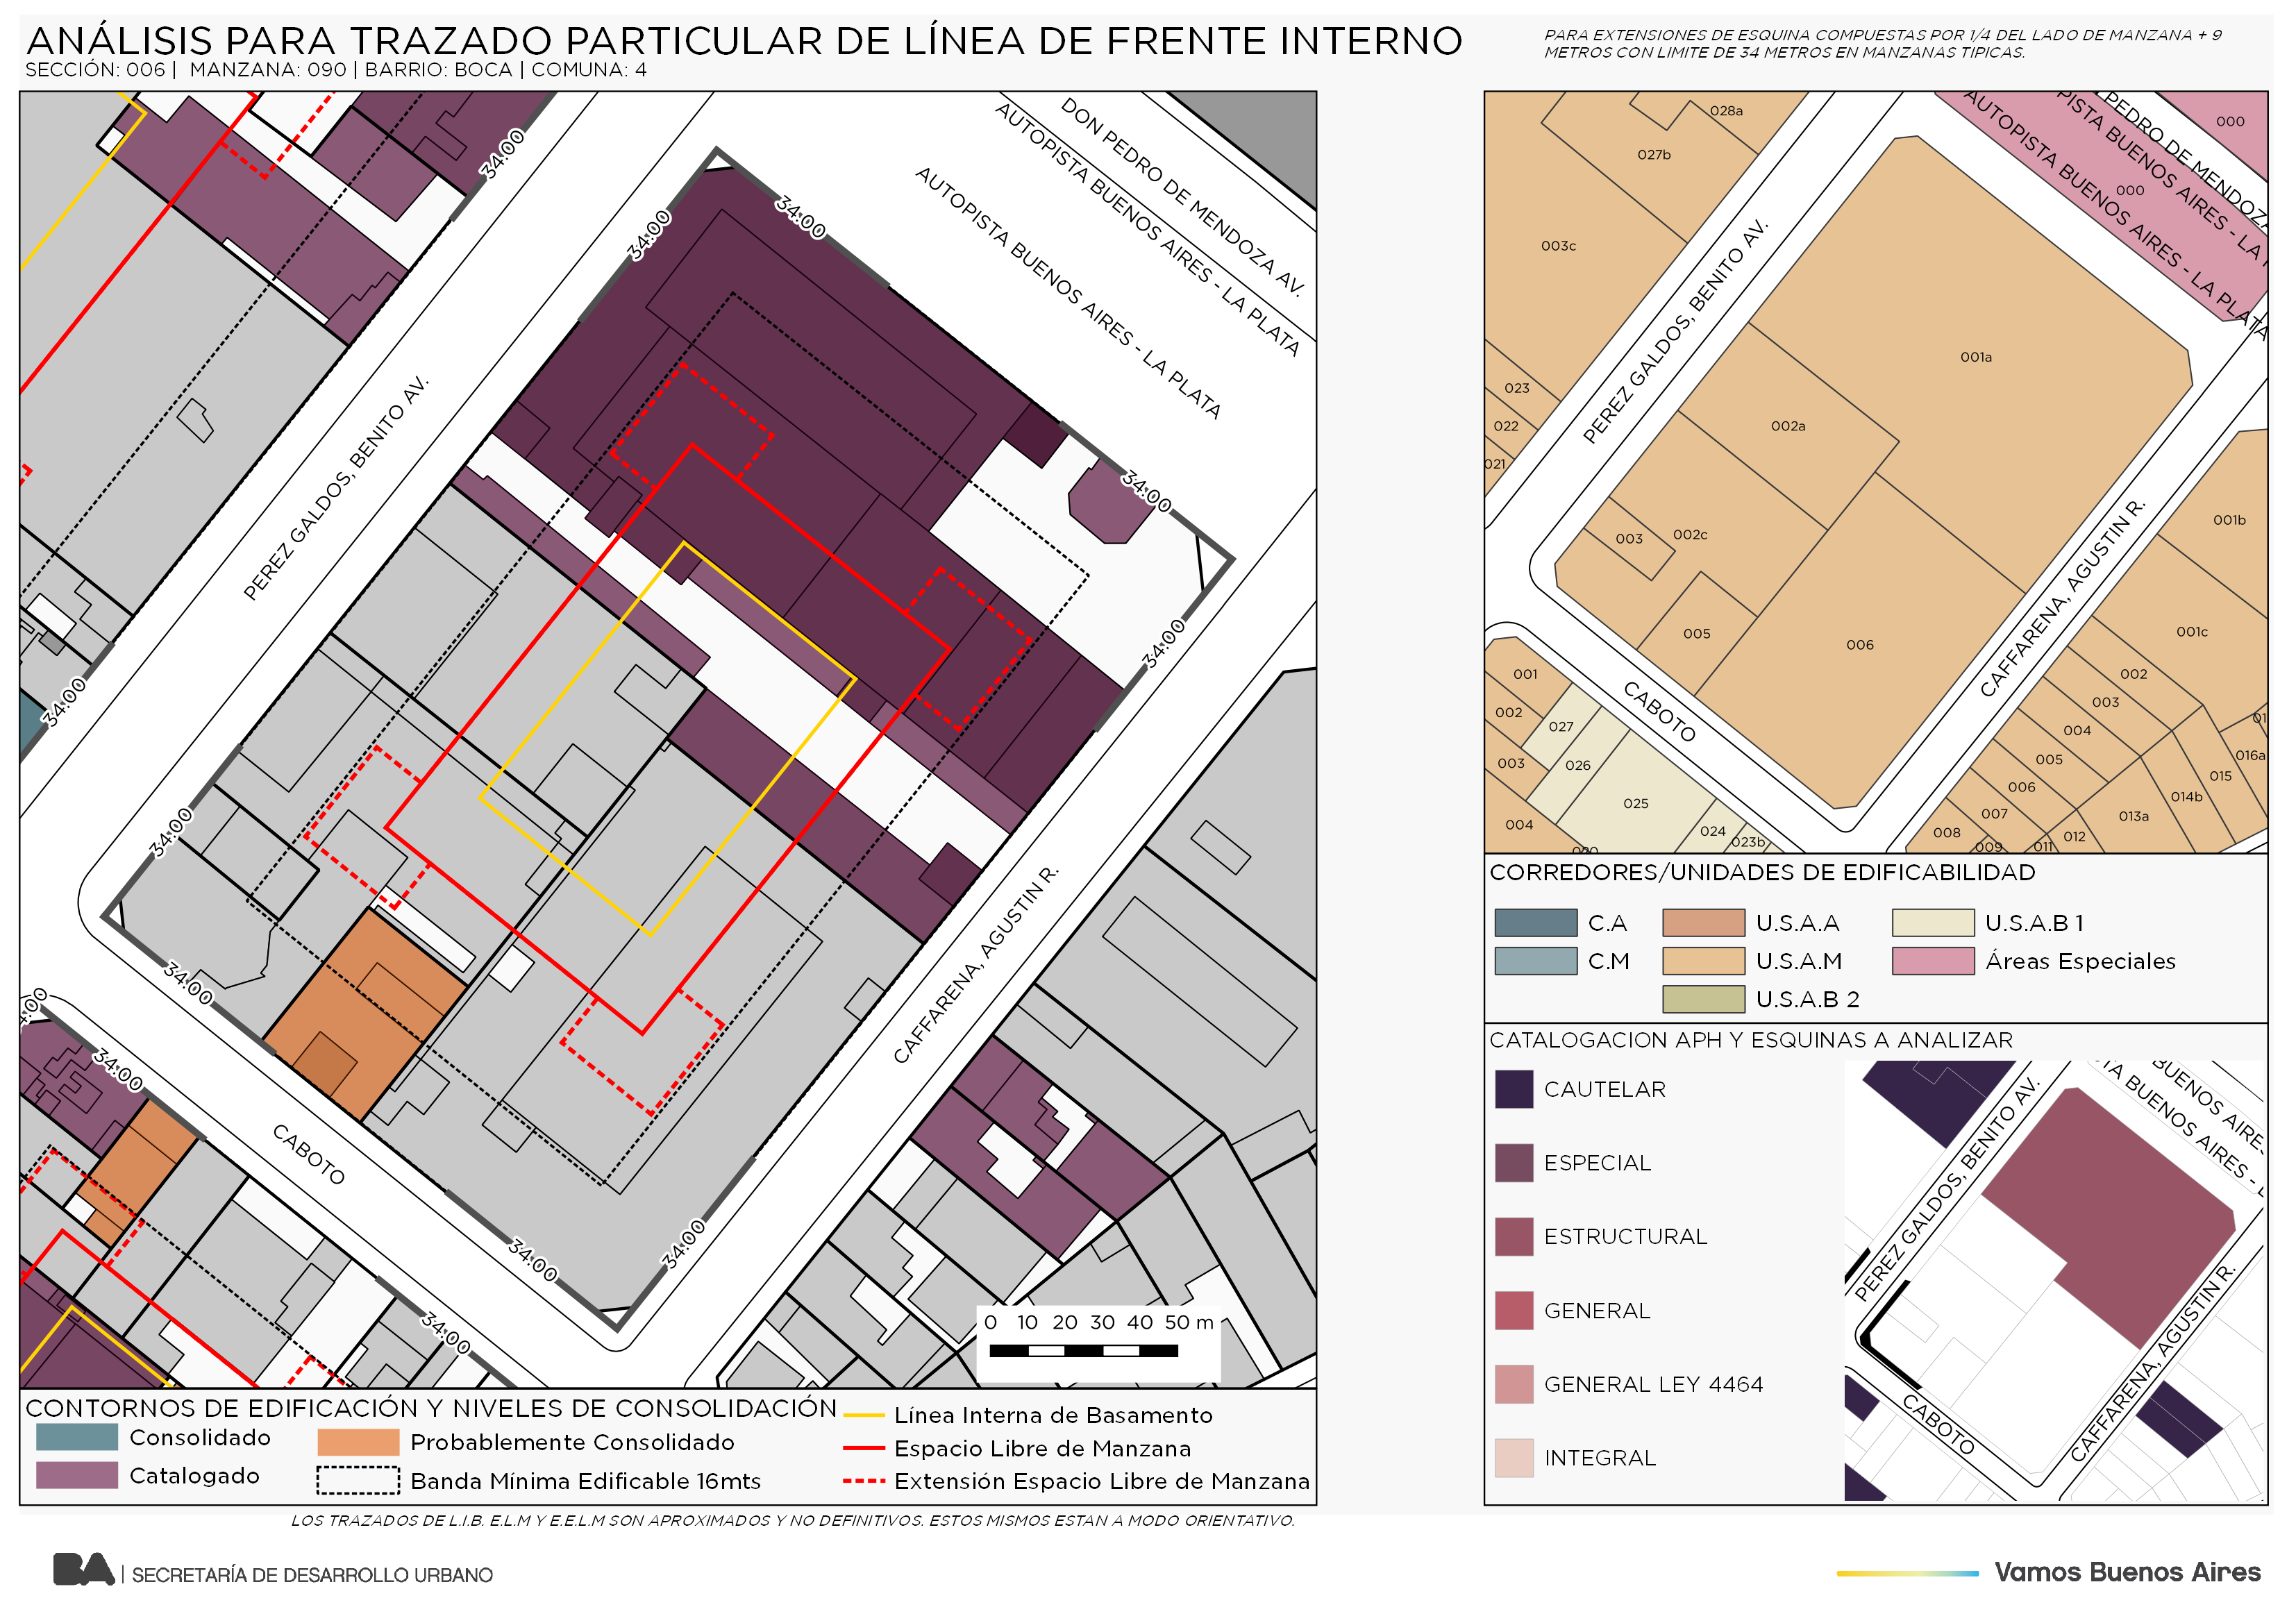 ANÁLISIS PARA TRAZADO PARTICULAR DE LÍNEA DE FRENTE INTERNO
SECCIÓN: 006 | MANZANA: 090 | BARRIO: BOCA | COMUNA: 4
PARA EXTENSIONES DE ESQUINA COMPUESTAS POR 1/4 DEL LADO DE MANZANA + 9
METROS CON LIMITE DE 34 METROS EN MANZANAS TIPICAS.
34:00
34:00
34:00
DON PEDRO DE MENDOZA AV.
AUTOPISTA BUENOS AIRES - LA PLATA
AUTOPISTA BUENOS AIRES - LA PLATA
PEREZ GALDOS, BENITO AV.
34:00
34:00
34:00
34:00
34:00
34:00
CAFFARENA, AGUSTIN R.
CABOTO
34:00
34:00
34:00
0 10 20 30 40 50 m
CONTORNOS DE EDIFICACIÓN Y NIVELES DE CONSOLIDACIÓN
Consolidado
Catalogado
Probablemente Consolidado
Banda Mínima Edificable 16mts
Línea Interna de Basamento
Espacio Libre de Manzana
Extensión Espacio Libre de Manzana
LOS TRAZADOS DE L.I.B. E.L.M Y E.E.L.M SON APROXIMADOS Y NO DEFINITIVOS. ESTOS MISMOS ESTAN A MODO ORIENTATIVO.
028a
027b
003c
023
022
021
PEREZ GALDOS, BENITO AV.
AUTOPISTA BUENOS AIRES - LA PLATA
PISTA BUENOS AIRES - LA
PEDRO DE MENDOZA
000
000
001a
002a
002c
003
005
006
001b
001c
CAFFARENA, AGUSTIN R.
CABOTO
001
002
003
004
027
026
025
024
023b
002
003
004
005
006
007
008
009
011
012
013a
014b
015
016a
CORREDORES/UNIDADES DE EDIFICABILIDAD
C.A
C.M
U.S.A.A
U.S.A.M
U.S.A.B 2
U.S.A.B 1
Áreas Especiales
CATALOGACION APH Y ESQUINAS A ANALIZAR
CAUTELAR
ESPECIAL
ESTRUCTURAL
GENERAL
GENERAL LEY 4464
INTEGRAL
PEREZ GALDOS, BENITO AV.
BUENOS AIRE
TA BUENOS AIRES - L
CAFFARENA, AGUSTIN R.
CABOTO
BA | SECRETARÍA DE DESARROLLO URBANO
Vamos Buenos Aires